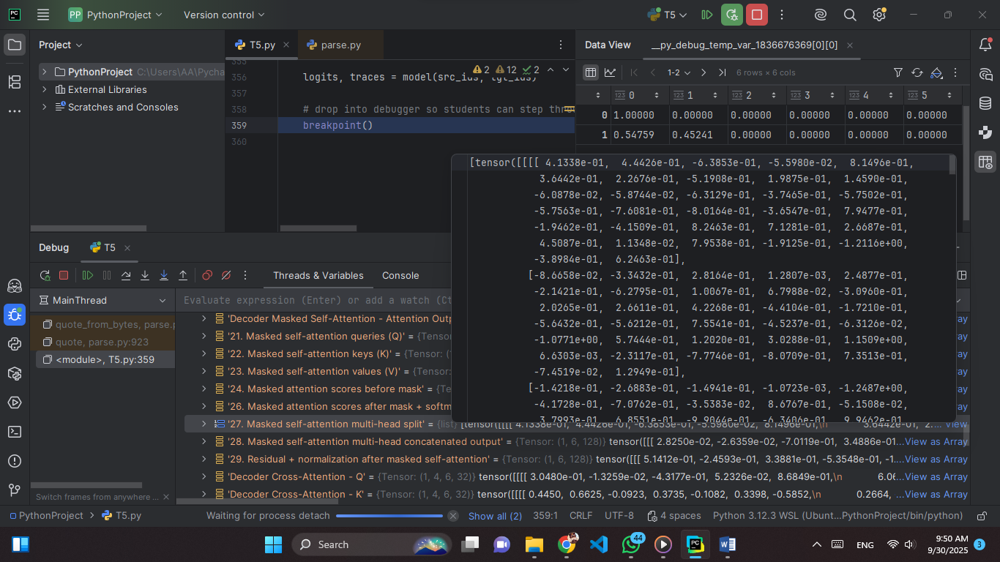 PC
PP PythonProject
Version control
T5
Project
PythonProject C:\Users\AA\Pycha
External Libraries
Scratches and Consoles
T5.py
parse.py
355
356 logits, traces = model(src_ids, tgt_ids)
2 12 2
357
358 # drop into debugger so students can step thro
359 breakpoint()
360
Data View
__py_debug_temp_var_1836676369[0][0]
1-2
6 rows × 6 cols
123 0 123 1 123 2 123 3 123 4 123 5
0 1.00000 0.00000 0.00000 0.00000 0.00000 0.00000
1 0.54759 0.45241 0.00000 0.00000 0.00000 0.00000
[tensor([[[[ 4.1338e-01, 4.4426e-01, -6.3853e-01, -5.5980e-02, 8.1496e-01,
3.6442e-01, 2.2676e-01, -5.1908e-01, 1.9875e-01, 1.4590e-01,
-6.0878e-02, -5.8744e-02, -6.3129e-01, -3.7465e-01, -5.7502e-01,
-5.7563e-01, -7.6081e-01, -8.0164e-01, -3.6547e-01, 7.9477e-01,
-1.9462e-01, -4.1509e-01, 8.2463e-01, 7.1281e-01, 2.6687e-01,
4.5087e-01, 1.1348e-02, 7.9538e-01, -1.9125e-01, -1.2116e+00,
-3.8984e-01, 6.2463e-01],
[-8.6658e-02, -3.3432e-01, 2.8164e-01, 1.2807e-03, 2.4877e-01,
-2.1421e-01, -6.2795e-01, 1.0067e-01, 6.7988e-02, -3.0960e-01,
2.0265e-01, 2.6611e-01, 4.2268e-01, -4.4104e-01, -1.7210e-01,
-5.6432e-01, -5.6212e-01, 7.5541e-01, -4.5237e-01, -6.3126e-02,
-1.0771e+00, 5.7444e-01, 1.2020e-01, 3.0288e-01, 1.1509e+00,
6.6303e-03, -2.3117e-01, -7.7746e-01, -8.0709e-01, 7.3513e-01,
-7.4519e-02, 1.2949e-01],
[-1.4218e-01, -2.6883e-01, -1.4941e-01, -1.0723e-03, -1.2487e+00,
-4.1728e-01, -7.0762e-01, -3.5383e-02, 8.6767e-01, -5.1508e-02,
3.7993e-01, 6.8551e-01, -9.9044e-01, -6.3406e-01, 9.9462e-01,
Debug
T5
Threads & Variables
Console
MainThread
Evaluate expression (Enter) or add a watch (Ct
quote_from_bytes, parse.p
quote, parse.py:923
<module>, T5.py:359
Switch frames from anywhere ...
'Decoder Masked Self-Attention - Attention Outp
'21. Masked self-attention queries (Q)' = {Tensor
'22. Masked self-attention keys (K)' = {Tensor: (1
'23. Masked self-attention values (V)' = {Tensor:
'24. Masked attention scores before mask' = {Te
'26. Masked attention scores after mask + softm
'27. Masked self-attention multi-head split' = {list} [tensor([[[[ 4.1338e-01, 4.4426e-01, -6.3853e-01, -5.5980e-02, 8.1496e-01,\n 3.6442e-01, 2.... View
'28. Masked self-attention multi-head concatenated output' = {Tensor: (1, 6, 128)} tensor([[[ 2.8250e-02, -2.6359e-02, -7.0119e-01, 3.4886e-01...View as Array
'29. Residual + normalization after masked self-attention' = {Tensor: (1, 6, 128)} tensor([[[ 5.1412e-01, -2.4593e-01, 3.3881e-01, -5.3548e-01, -1...View as Array
'Decoder Cross-Attention - Q' = {Tensor: (1, 4, 6, 32)} tensor([[[[ 3.0480e-01, -1.3259e-02, -4.3177e-01, 5.2326e-02, 8.6849e-01,\n 6.06...View as Array
'Decoder Cross-Attention - K' = {Tensor: (1, 4, 6, 32)} tensor([[[[ 0.4450, 0.6625, -0.0923, 0.3735, -0.1082, 0.3398, -0.5852,\n 0.2664, ...View as Array
ray
ray
ray
ray
ray
ray
PythonProject
T5.py
Waiting for process detach
Show all (2)
359:1
CRLF
UTF-8
4 spaces
Python 3.12.3 WSL (Ubunt...PythonProject/bin/python)
Search
44
PC
ENG
9:50 AM
9/30/2025
3